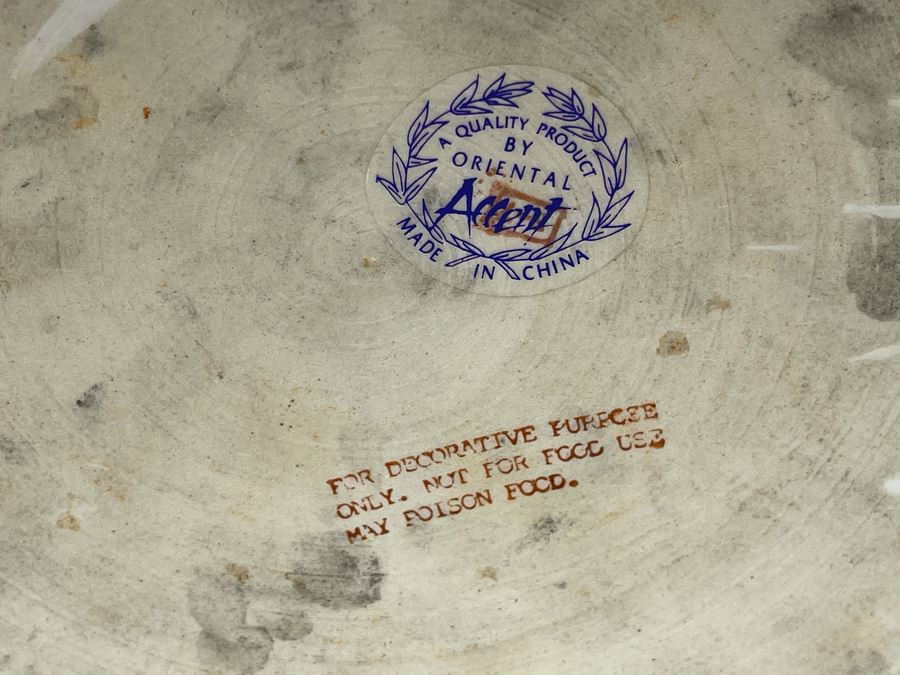 A QUALITY PRODUCT
BY
ORIENTAL
Accent
MADE IN CHINA
FOR DECORATIVE PURPOSE
ONLY. NOT FOR FOOD USE
MAY POISON FOOD.